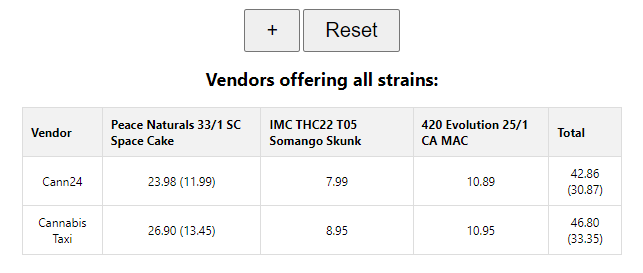 + Reset
Vendors offering all strains:
Vendor Peace Naturals 33/1 SC Space Cake IMC THC22 T05 Somango Skunk 420 Evolution 25/1 CA MAC Total
Cann24 23.98 (11.99) 7.99 10.89 42.86 (30.87)
Cannabis Taxi 26.90 (13.45) 8.95 10.95 46.80 (33.35)